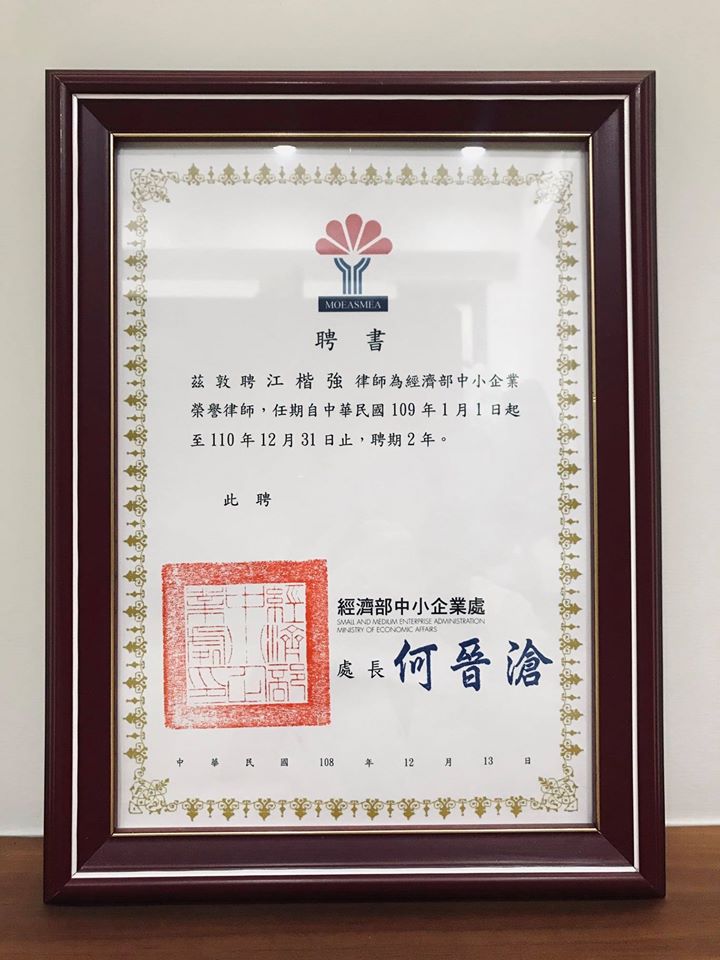 MOEASMEA
聘書
茲敦聘江楷強律師為經濟部中小企業
榮譽律師，任期自中華民國109年1月1日起
至110年12月31日止，聘期2年。
此聘
經濟部中小企業處
SMALL AND MEDIUM ENTERPRISE ADMINISTRATION
MINISTRY OF ECONOMIC AFFAIRS
處長何晉滄
中華民國108年12月13日